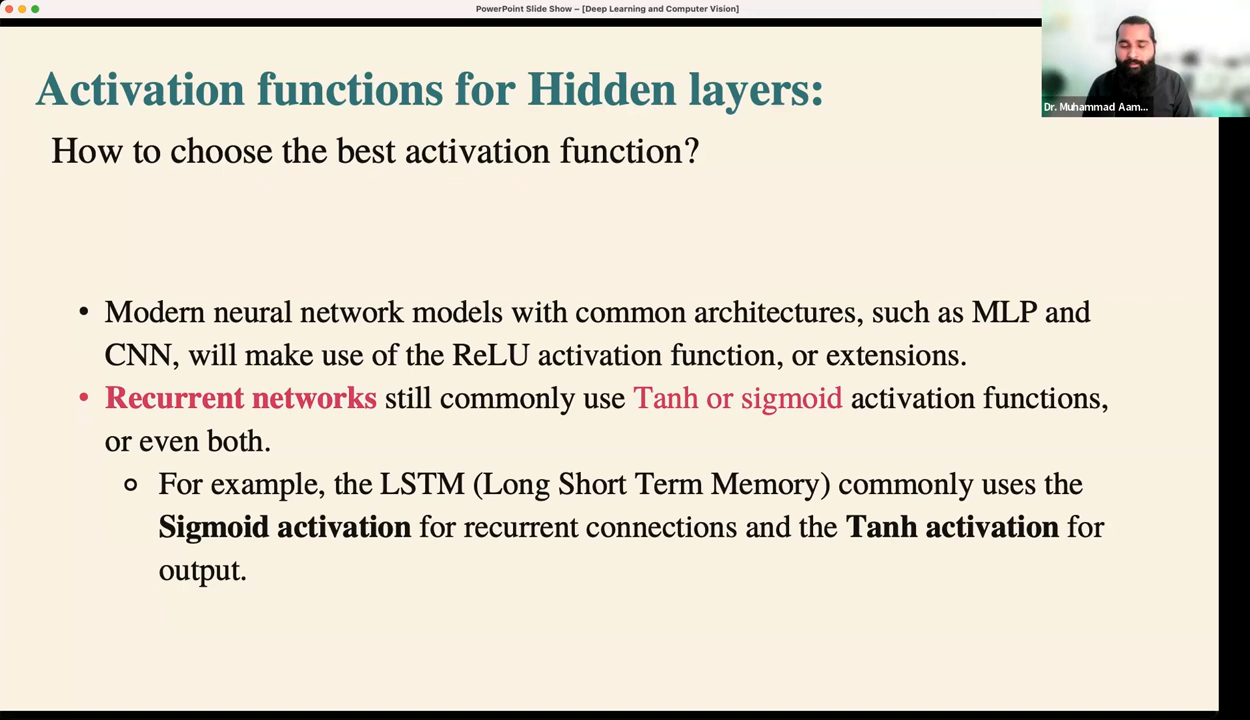 PowerPoint Slide Show – [Deep Learning and Computer Vision]
Activation functions for Hidden layers:
Dr. Muhammad Aam...
How to choose the best activation function?
• Modern neural network models with common architectures, such as MLP and
CNN, will make use of the ReLU activation function, or extensions.
• Recurrent networks still commonly use Tanh or sigmoid activation functions,
or even both.
o For example, the LSTM (Long Short Term Memory) commonly uses the
Sigmoid activation for recurrent connections and the Tanh activation for
output.